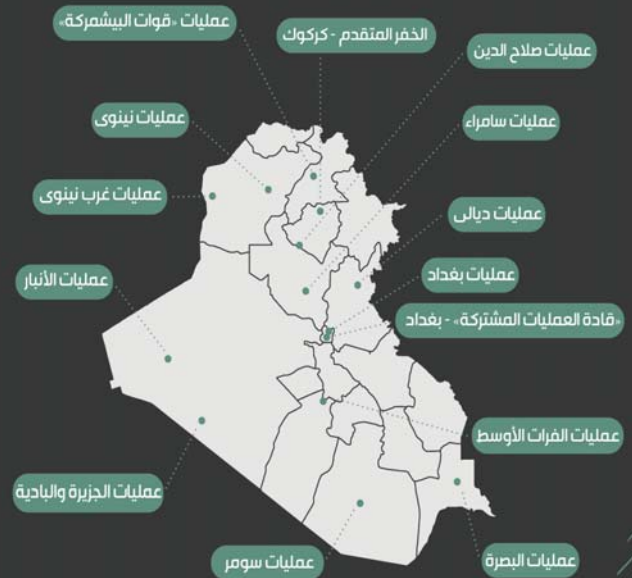 عمليات «قوات البيشمركة»
الخفر المتقدم - كركوك
عمليات صلاح الدين
عمليات نينوى
عمليات سامراء
عمليات غرب نينوى
عمليات ديالى
عمليات الأنبار
عمليات بغداد
«قادة العمليات المشتركة» - بغداد
عمليات الفرات الأوسط
عمليات الجزيرة والبادية
عمليات سومر
عمليات البصرة